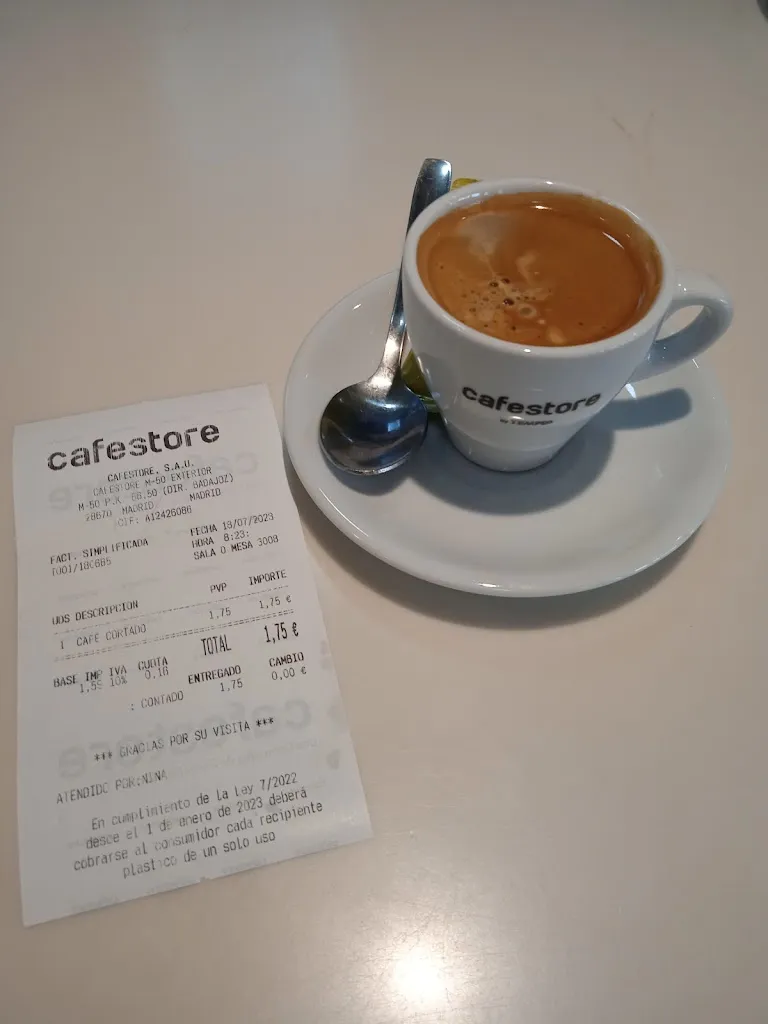 cafestore
CAFESTORE, S.A.U.
CAFESTORE M-50 EXTERIOR
M-50 P.K. 66.50 (DIR. BADAJOZ)
28670 MADRID MADRID
CIF: A12426086
FACT. SIMPLIFICADA FECHA 13/07/2023
HORA 8:23:
SALA 0 MESA 3008
UDS DESCRIPCION PVP IMPORTE
1 CAFE CORTADO 1,75 1,75 €
TOTAL 1,75 €
BASE IMP IVA CUOTA ENTREGADO CAMBIO
1,59 10% 0.16
: CONTADO 1,75 0,00 €
*** GRACIAS POR SU VISITA ***
ATENDIDO POR:NINA
En cumplimiento de la Ley 7/2022
desde el 1 de enero de 2023 deberá
cobrarse al consumidor cada recipiente
plastico de un solo uso
cafestore
by TEMPER